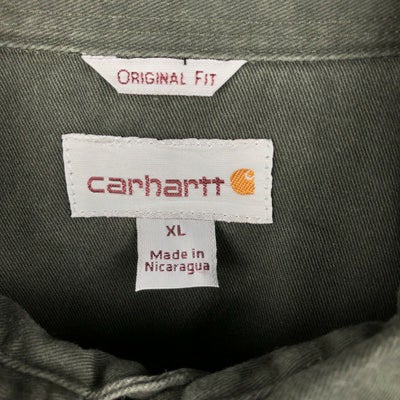 ORIGINAL FIT
carhartt
XL
Made in
Nicaragua